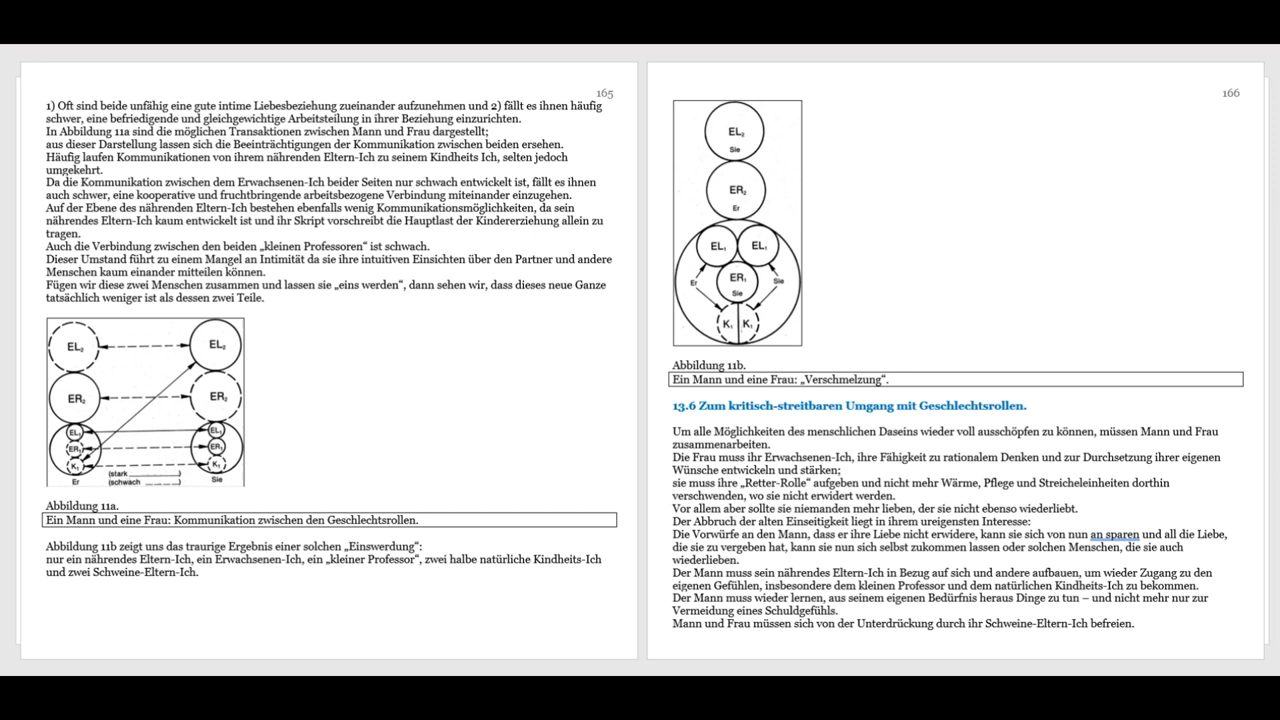 165
1) Oft sind beide unfähig eine gute intime Liebesbeziehung zueinander aufzunehmen und 2) fällt es ihnen häufig
schwer, eine befriedigende und gleichgewichtige Arbeitsteilung in ihrer Beziehung einzurichten.
In Abbildung 11a sind die möglichen Transaktionen zwischen Mann und Frau dargestellt;
aus dieser Darstellung lassen sich die Beeinträchtigungen der Kommunikation zwischen beiden ersehen.
Häufig laufen Kommunikationen von ihrem nährenden Eltern-Ich zu seinem Kindheits Ich, selten jedoch
umgekehrt.
Da die Kommunikation zwischen dem Erwachsenen-Ich beider Seiten nur schwach entwickelt ist, fällt es ihnen
auch schwer, eine kooperative und fruchtbringende arbeitsbezogene Verbindung miteinander einzugehen.
Auf der Ebene des nährenden Eltern-Ich bestehen ebenfalls wenig Kommunikationsmöglichkeiten, da sein
nährendes Eltern-Ich kaum entwickelt ist und ihr Skript vorschreibt die Hauptlast der Kindererziehung allein zu
tragen.
Auch die Verbindung zwischen den beiden „kleinen Professoren“ ist schwach.
Dieser Umstand führt zu einem Mangel an Intimität da sie ihre intuitiven Einsichten über den Partner und andere
Menschen kaum einander mitteilen können.
Fügen wir diese zwei Menschen zusammen und lassen sie „eins werden“, dann sehen wir, dass dieses neue Ganze
tatsächlich weniger ist als dessen zwei Teile.
EL₂ EL₂
ER₂ ER₂
EL₁ EL₁
ER₁ ER₁
K₁ K₁
(stark ________)
Er (schwach _ _ _ _) Sie
Abbildung 11a.
Ein Mann und eine Frau: Kommunikation zwischen den Geschlechtsrollen.
Abbildung 11b zeigt uns das traurige Ergebnis einer solchen „Einswerdung“:
nur ein nährendes Eltern-Ich, ein Erwachsenen-Ich, ein „kleiner Professor“, zwei halbe natürliche Kindheits-Ich
und zwei Schweine-Eltern-Ich.
166
EL₂
Sie
ER₂
Er
EL₁ EL₁
ER₁
Er Sie Sie
K₁ K₁
Abbildung 11b.
Ein Mann und eine Frau: „Verschmelzung“.
13.6 Zum kritisch-streitbaren Umgang mit Geschlechtsrollen.
Um alle Möglichkeiten des menschlichen Daseins wieder voll ausschöpfen zu können, müssen Mann und Frau
zusammenarbeiten.
Die Frau muss ihr Erwachsenen-Ich, ihre Fähigkeit zu rationalem Denken und zur Durchsetzung ihrer eigenen
Wünsche entwickeln und stärken;
sie muss ihre „Retter-Rolle“ aufgeben und nicht mehr Wärme, Pflege und Streicheleinheiten dorthin
verschwenden, wo sie nicht erwidert werden.
Vor allem aber sollte sie niemanden mehr lieben, der sie nicht ebenso wiederliebt.
Der Abbruch der alten Einseitigkeit liegt in ihrem ureigensten Interesse:
Die Vorwürfe an den Mann, dass er ihre Liebe nicht erwidere, kann sie sich von nun an sparen und all die Liebe,
die sie zu vergeben hat, kann sie nun sich selbst zukommen lassen oder solchen Menschen, die sie auch
wiederlieben.
Der Mann muss sein nährendes Eltern-Ich in Bezug auf sich und andere aufbauen, um wieder Zugang zu den
eigenen Gefühlen, insbesondere dem kleinen Professor und dem natürlichen Kindheits-Ich zu bekommen.
Der Mann muss wieder lernen, aus seinem eigenen Bedürfnis heraus Dinge zu tun – und nicht mehr nur zur
Vermeidung eines Schuldgefühls.
Mann und Frau müssen sich von der Unterdrückung durch ihr Schweine-Eltern-Ich befreien.